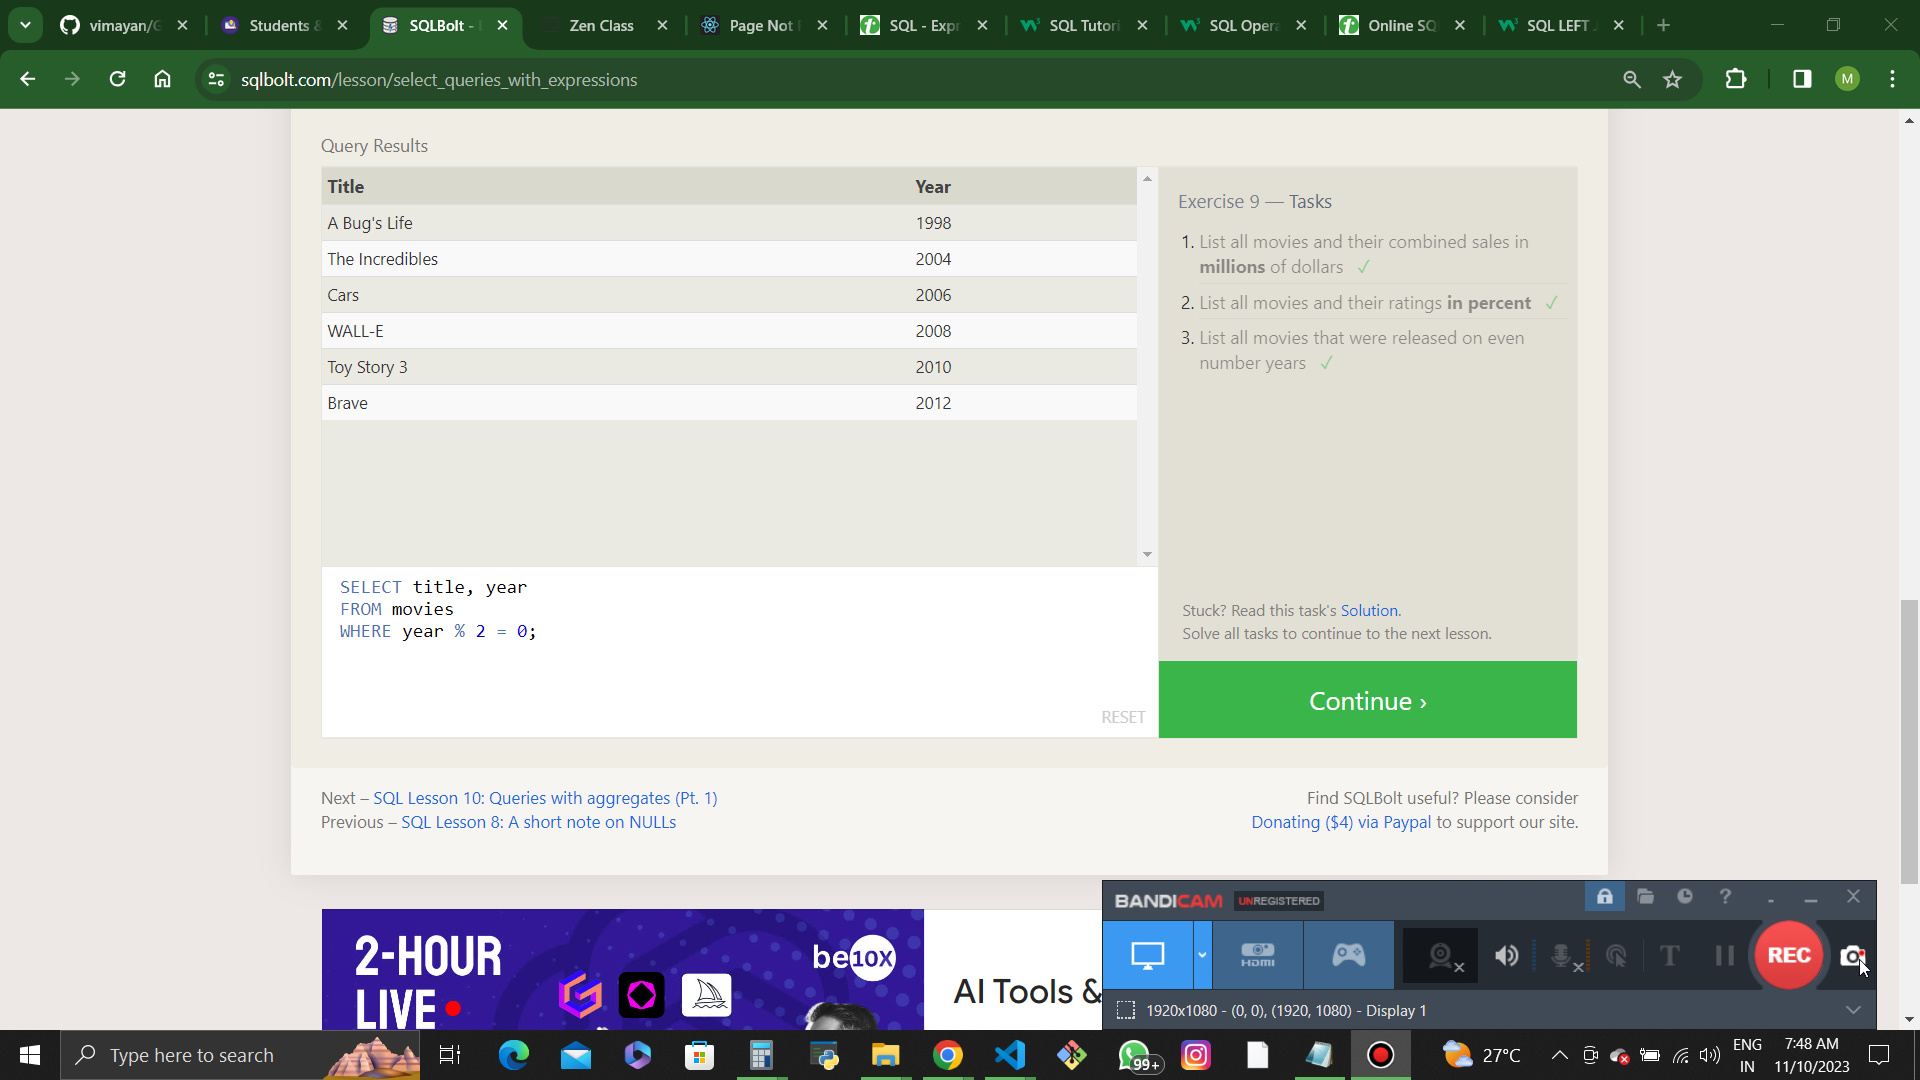 vimayan/G
Students &
SQLBolt -
Zen Class
Page Not
SQL - Expr
SQL Tutori
SQL Opera
Online SQ
SQL LEFT
sqlbolt.com/lesson/select_queries_with_expressions
M
Query Results
Title Year
A Bug's Life 1998
The Incredibles 2004
Cars 2006
WALL-E 2008
Toy Story 3 2010
Brave 2012
SELECT title, year
FROM movies
WHERE year % 2 = 0;
RESET
Exercise 9 — Tasks
1. List all movies and their combined sales in
millions of dollars ✓
2. List all movies and their ratings in percent ✓
3. List all movies that were released on even
number years ✓
Stuck? Read this task's Solution.
Solve all tasks to continue to the next lesson.
Continue ›
Next – SQL Lesson 10: Queries with aggregates (Pt. 1)
Previous – SQL Lesson 8: A short note on NULLs
Find SQLBolt useful? Please consider
Donating ($4) via Paypal to support our site.
2-HOUR
LIVE
be10x
AI Tools &
BANDICAM UNREGISTERED
HDMI
REC
1920x1080 - (0, 0), (1920, 1080) - Display 1
Type here to search
99+
27°C
ENG
IN
7:48 AM
11/10/2023